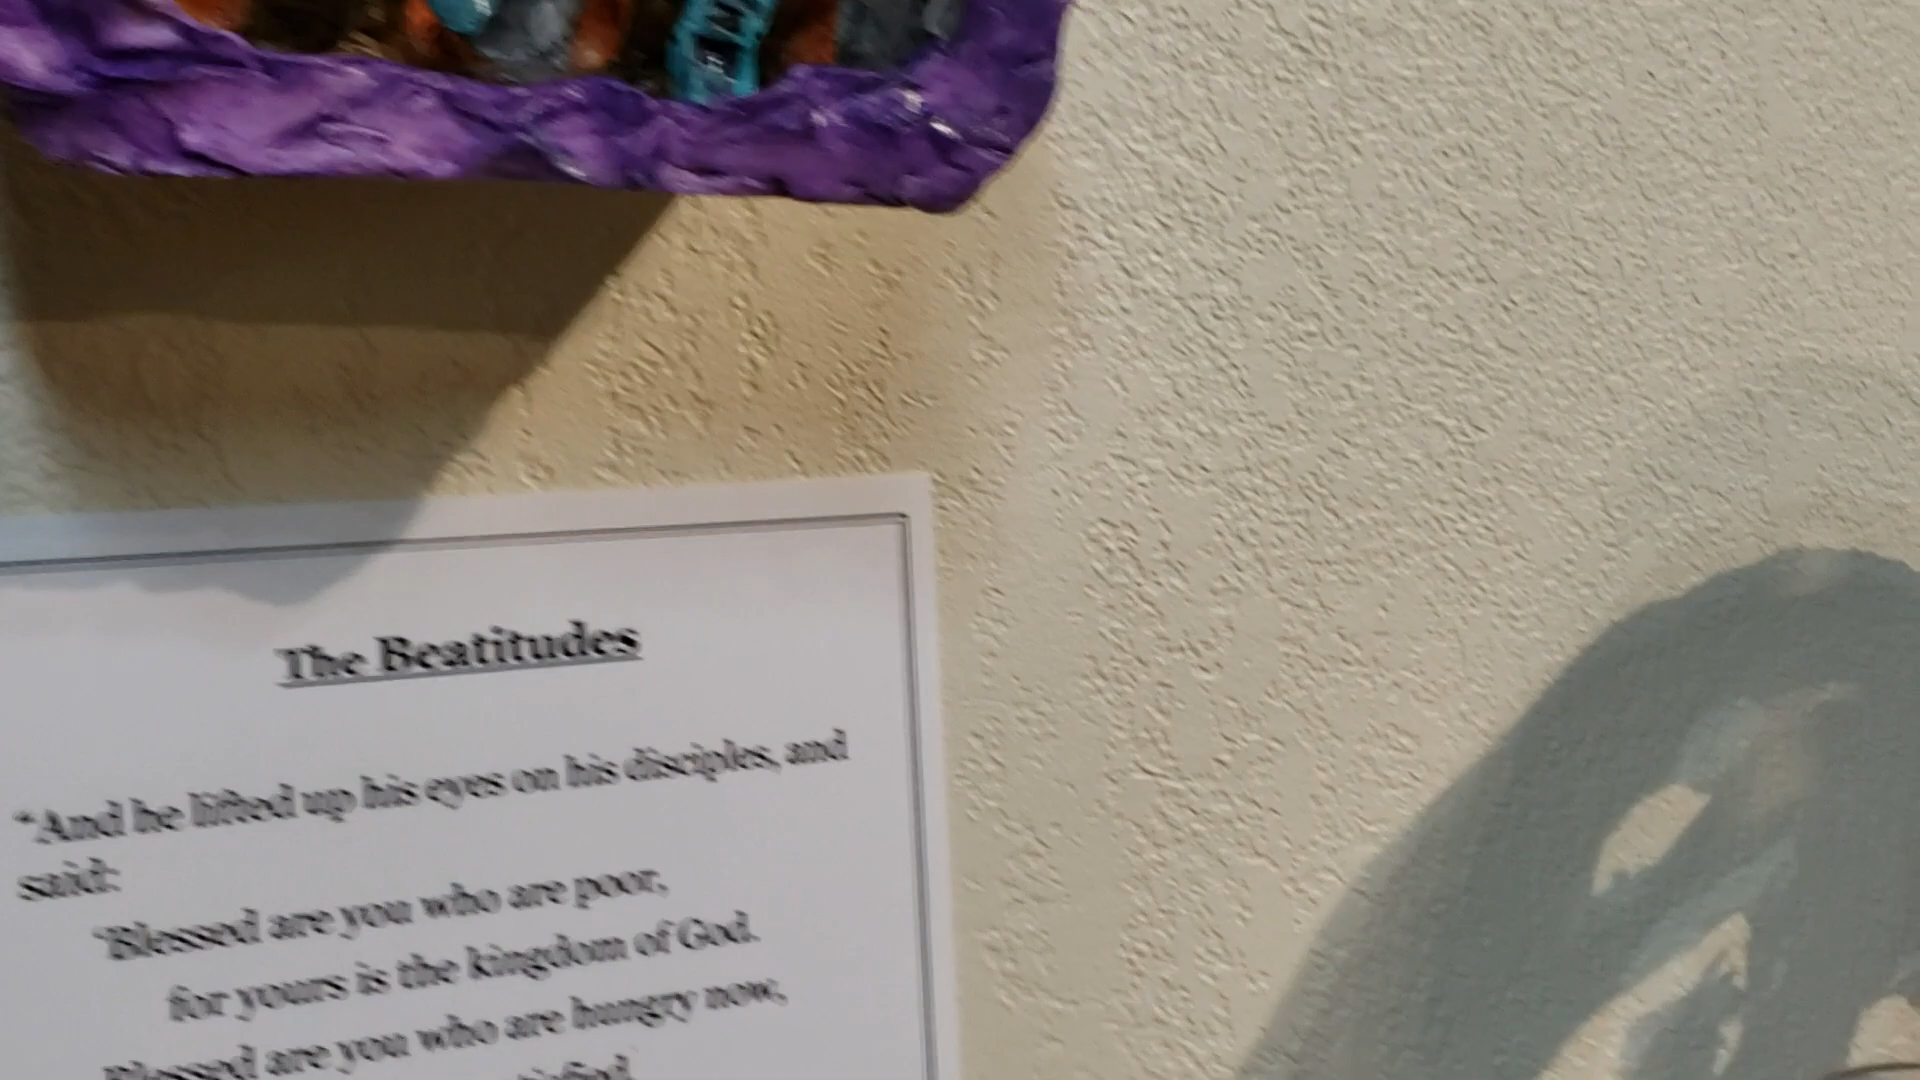 The Beatitudes
“And he lifted up his eyes on his disciples, and
said:
‘Blessed are you who are poor,
for yours is the kingdom of God.
Blessed are you who are hungry now,